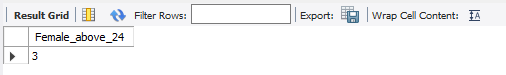 Result Grid Filter Rows: Export: Wrap Cell Content:
Female_above_24
3